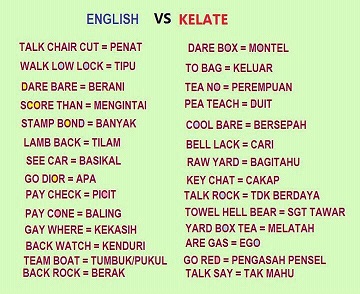 ENGLISH VS KELATE
TALK CHAIR CUT = PENAT
WALK LOW LOCK = TIPU
DARE BARE = BERANI
SCORE THAN = MENGINTAI
STAMP BOND = BANYAK
LAMB BACK = TILAM
SEE CAR = BASIKAL
GO DIOR = APA
PAY CHECK = PICIT
PAY CONE = BALING
GAY WHERE = KEKASIH
BACK WATCH = KENDURI
TEAM BOAT = TUMBUK/PUKUL
BACK ROCK = BERAK
DARE BOX = MONTEL
TO BAG = KELUAR
TEA NO = PEREMPUAN
PEA TEACH = DUIT
COOL BARE = BERSEPAH
BELL LACK = CARI
RAW YARD = BAGITAHU
KEY CHAT = CAKAP
TALK ROCK = TDK BERDAYA
TOWEL HELL BEAR = SGT TAWAR
YARD BOX TEA = MELATAH
ARE GAS = EGO
GO RED = PENGASAH PENSEL
TALK SAY = TAK MAHU